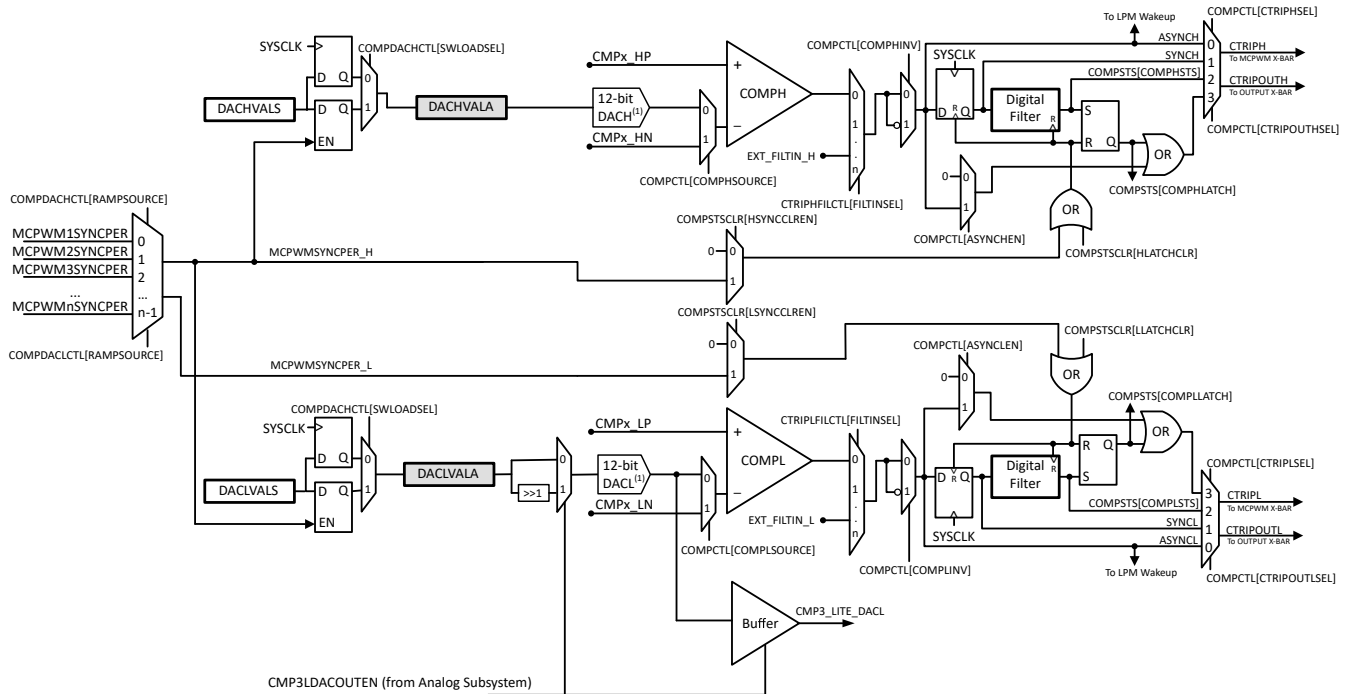 To LPM Wakeup
COMPCTL[CTRIPHSEL]
SYSCLK
COMPDACHCTL[SWLOADSEL]
CMPx_HP
COMPCTL[COMPHINV]
SYSCLK
ASYNCH
0
CTRIPH
To MCPWM X-BAR
SYNCH
1
COMPSTS[COMPHSTS]
2
CTRIPOUTH
To OUTPUT X-BAR
3
COMPCTL[CTRIPOUTHSEL]
D
Q
0
DACHVALS
D
Q
1
EN
DACHVALA
12-bit
DACH(1)
0
1
+
COMPH
−
0
1
.
.
n
0
1
D
R
Q
Digital
Filter
R
S
R
Q
OR
CMPx_HN
EXT_FILTIN_H
COMPCTL[COMPHSOURCE]
CTRIPHFILCTL[FILTINSEL]
0
0
1
COMPCTL[ASYNCHEN]
COMPSTS[COMPHLATCH]
OR
COMPSTSCLR[HLATCHCLR]
COMPDACHCTL[RAMPSOURCE]
COMPSTSCLR[HSYNCCLREN]
MCPWM1SYNCPER
0
MCPWM2SYNCPER
1
MCPWM3SYNCPER
2
...
...
MCPWMnSYNCPER
n-1
MCPWMSYNCPER_H
0
0
1
COMPDACLCTL[RAMPSOURCE]
COMPSTSCLR[LSYNCCLREN]
0
0
1
MCPWMSYNCPER_L
COMPSTSCLR[LLATCHCLR]
COMPCTL[ASYNCLEN]
OR
0
0
1
COMPDACHCTL[SWLOADSEL]
SYSCLK
CMPx_LP
CTRIPLFILCTL[FILTINSEL]
COMPSTS[COMPLLATCH]
OR
D
Q
0
DACLVALS
D
Q
1
EN
DACLVALA
0
>>1
1
12-bit
DACL(1)
0
1
+
COMPL
−
0
1
.
.
n
0
1
D
R
Q
Digital
Filter
R
R
Q
S
COMPCTL[CTRIPLSEL]
3
CTRIPL
To MCPWM X-BAR
COMPSTS[COMPLSTS]
2
SYNCL
1
CTRIPOUTL
To OUTPUT X-BAR
ASYNCL
0
CMPx_LN
EXT_FILTIN_L
SYSCLK
COMPCTL[COMPLSOURCE]
COMPCTL[COMPLINV]
To LPM Wakeup
COMPCTL[CTRIPOUTLSEL]
Buffer
CMP3_LITE_DACL
CMP3LDACOUTEN (from Analog Subsystem)